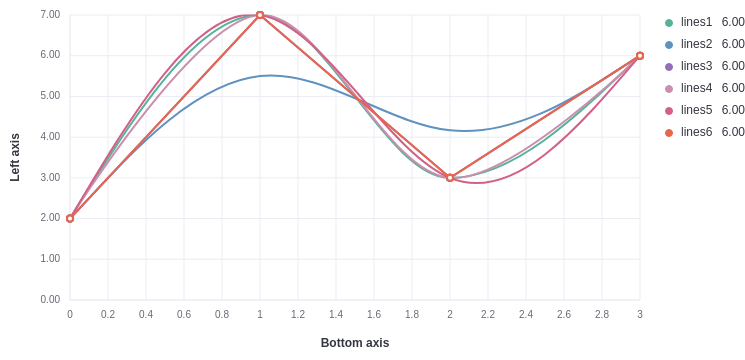 7.00
6.00
5.00
4.00
3.00
2.00
1.00
0.00
Left axis
0 0.2 0.4 0.6 0.8 1 1.2 1.4 1.6 1.8 2 2.2 2.4 2.6 2.8 3
Bottom axis
lines1 6.00
lines2 6.00
lines3 6.00
lines4 6.00
lines5 6.00
lines6 6.00